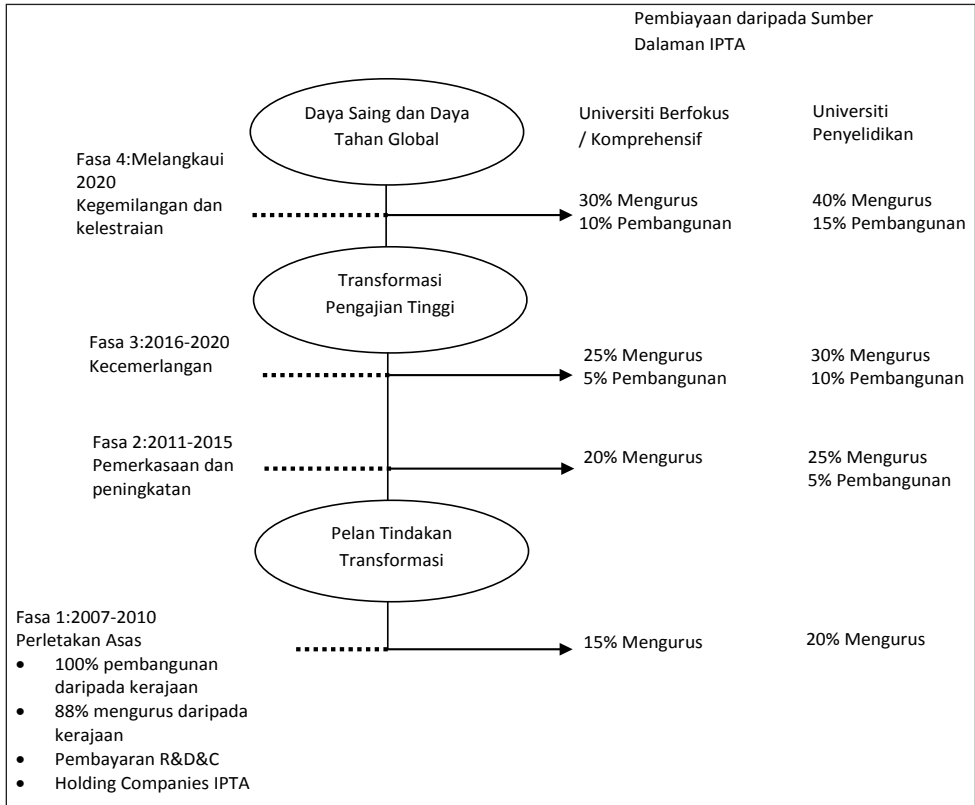 Pembiayaan daripada Sumber
Dalaman IPTA
Daya Saing dan Daya
Tahan Global
Universiti Berfokus
/ Komprehensif
Universiti
Penyelidikan
Fasa 4:Melangkaui
2020
Kegemilangan dan
kelestraian
30% Mengurus
10% Pembangunan
40% Mengurus
15% Pembangunan
Transformasi
Pengajian Tinggi
Fasa 3:2016-2020
Kecemerlangan
25% Mengurus
5% Pembangunan
30% Mengurus
10% Pembangunan
Fasa 2:2011-2015
Pemerkasaan dan
peningkatan
20% Mengurus
25% Mengurus
5% Pembangunan
Pelan Tindakan
Transformasi
Fasa 1:2007-2010
Perletakan Asas
• 100% pembangunan
daripada kerajaan
• 88% mengurus daripada
kerajaan
• Pembayaran R&D&C
• Holding Companies IPTA
15% Mengurus
20% Mengurus